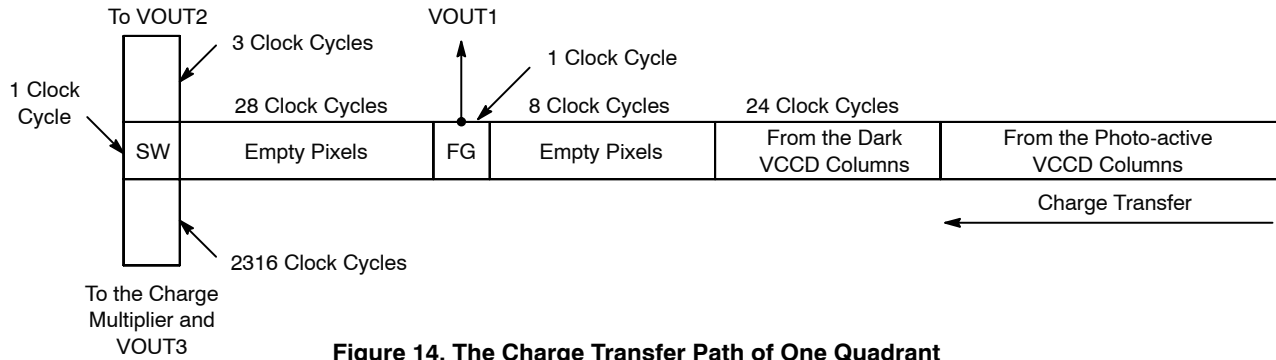 To VOUT2
VOUT1
3 Clock Cycles
1 Clock Cycle
1 Clock
Cycle
28 Clock Cycles
8 Clock Cycles
24 Clock Cycles
SW
Empty Pixels
FG
Empty Pixels
From the Dark
VCCD Columns
From the Photo-active
VCCD Columns
Charge Transfer
2316 Clock Cycles
To the Charge
Multiplier and
VOUT3
Figure 14. The Charge Transfer Path of One Quadrant